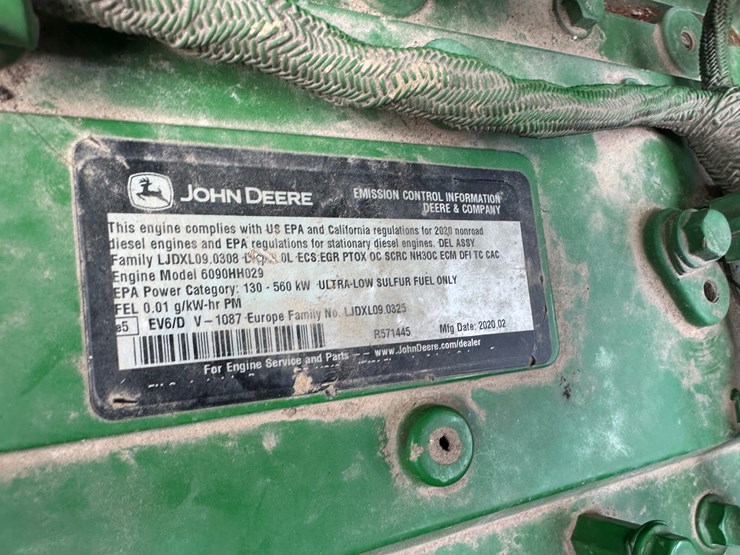 JOHN DEERE
EMISSION CONTROL INFORMATION
DEERE & COMPANY
This engine complies with US EPA and California regulations for 2020 nonroad
diesel engines and EPA regulations for stationary diesel engines. DEL ASSY
Family LJDXL09.0308 .0L ECS:EGR PTOX OC SCRC NH3OC ECM DFI TC CAC
Engine Model 6090HH029
EPA Power Category: 130 - 560 kW ULTRA-LOW SULFUR FUEL ONLY
FEL 0.01 g/kW-hr PM
e5 EV6/D V-1087 Europe Family No. LJDXL09.0325
R571445 Mfg Date: 2020.02
For Engine Service and Parts -- www.JohnDeere.com/dealer